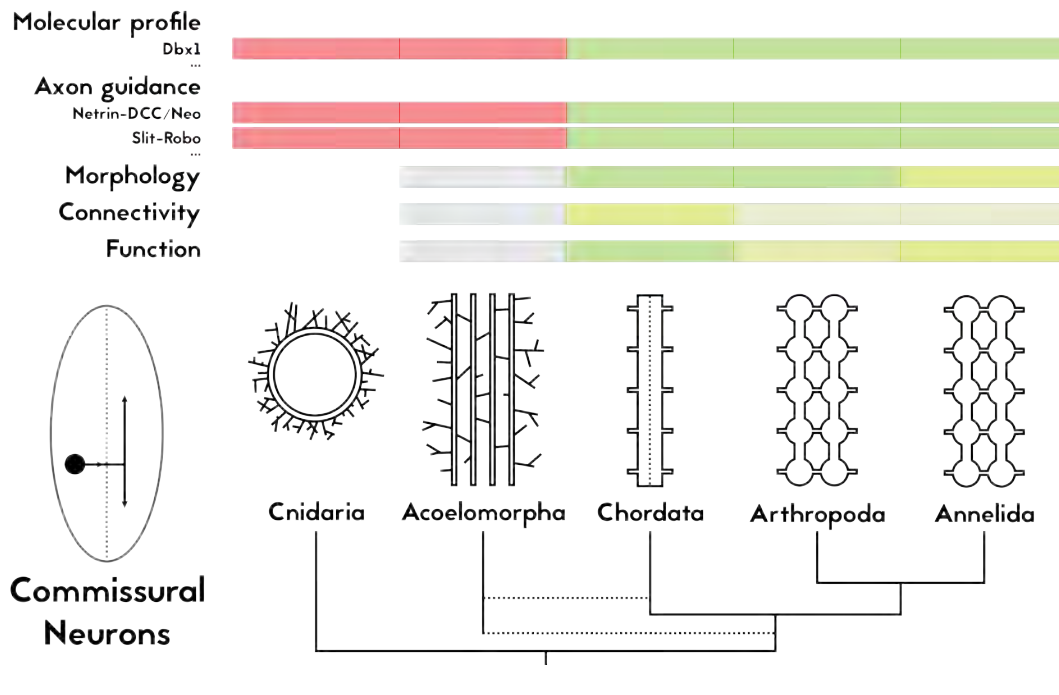 Molecular profile
Dbx1
...
Axon guidance
Netrin-DCC/Neo
Slit-Robo
...
Morphology
Connectivity
Function
Cnidaria
Acoelomorpha
Chordata
Arthropoda
Annelida
Commissural
Neurons